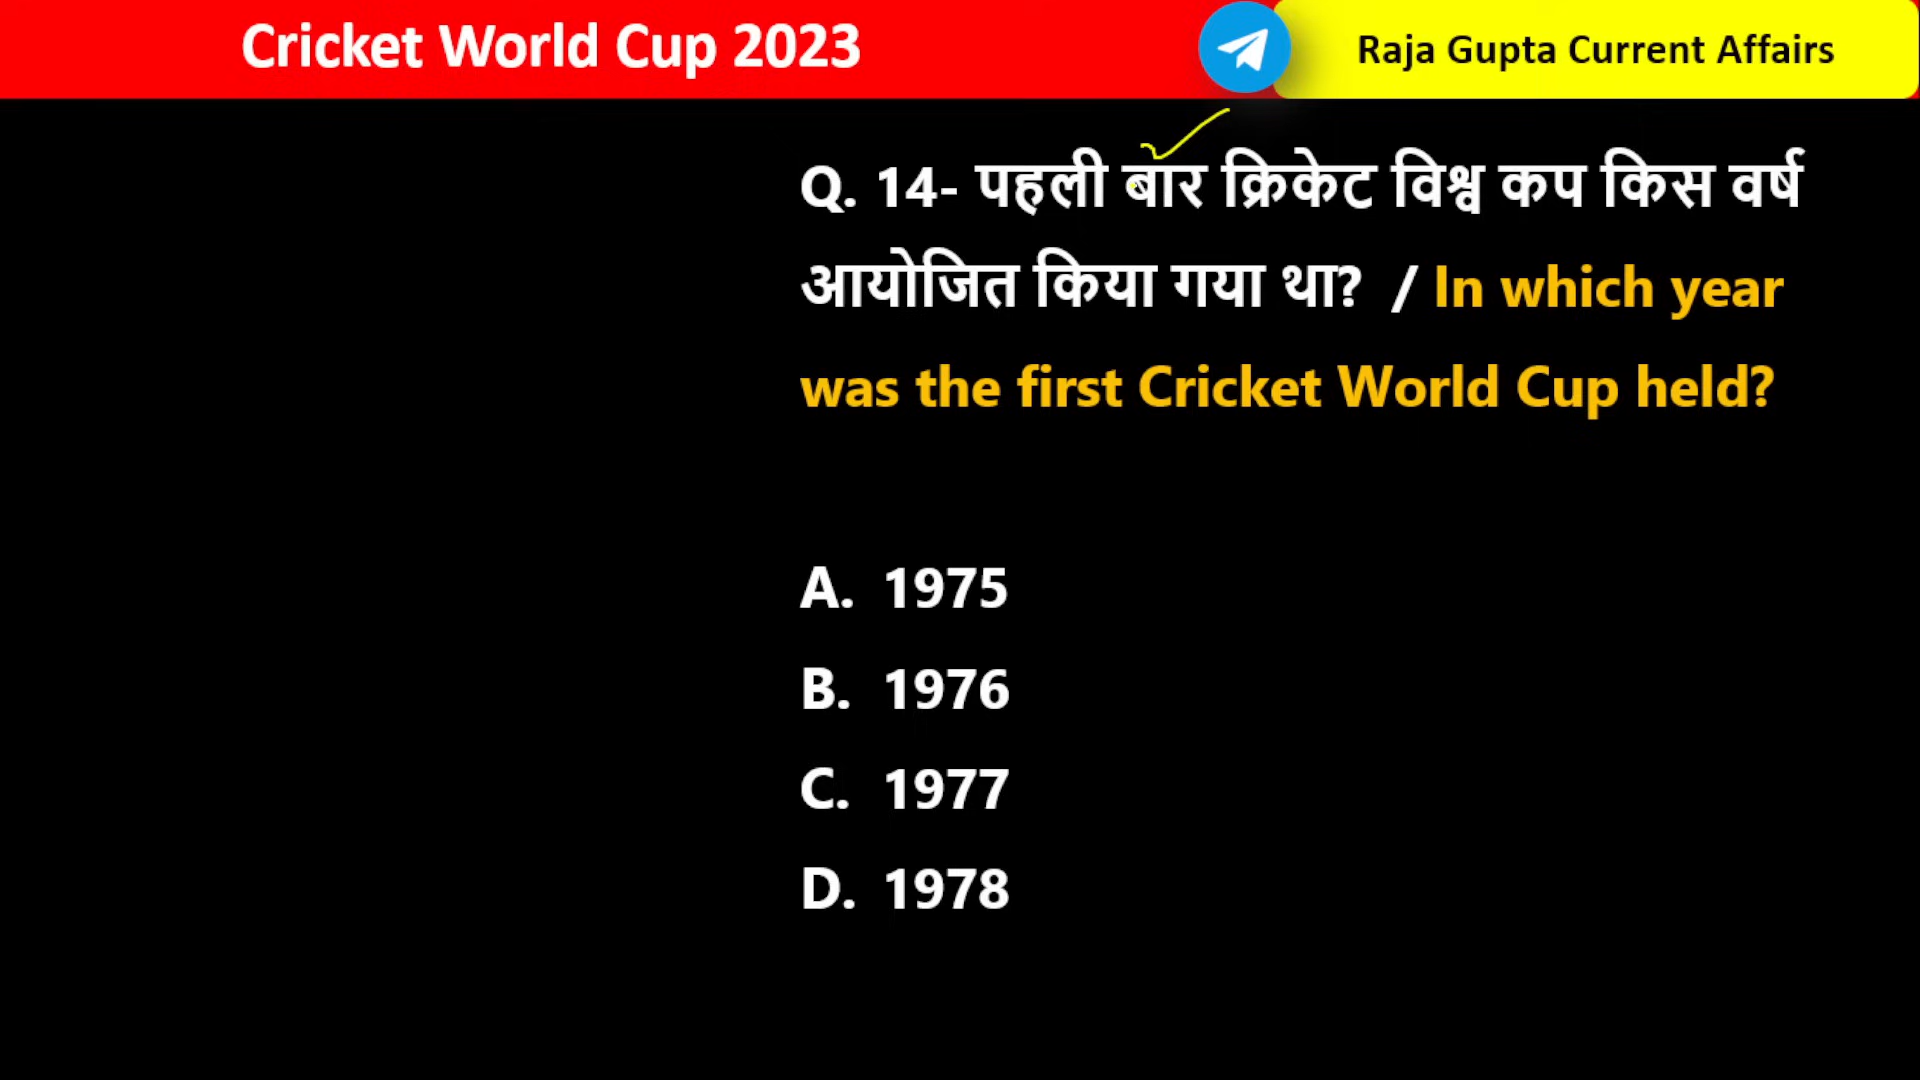 Cricket World Cup 2023
Raja Gupta Current Affairs
Q. 14- पहली बार क्रिकेट विश्व कप किस वर्ष
आयोजित किया गया था? / In which year
was the first Cricket World Cup held?
A. 1975
B. 1976
C. 1977
D. 1978